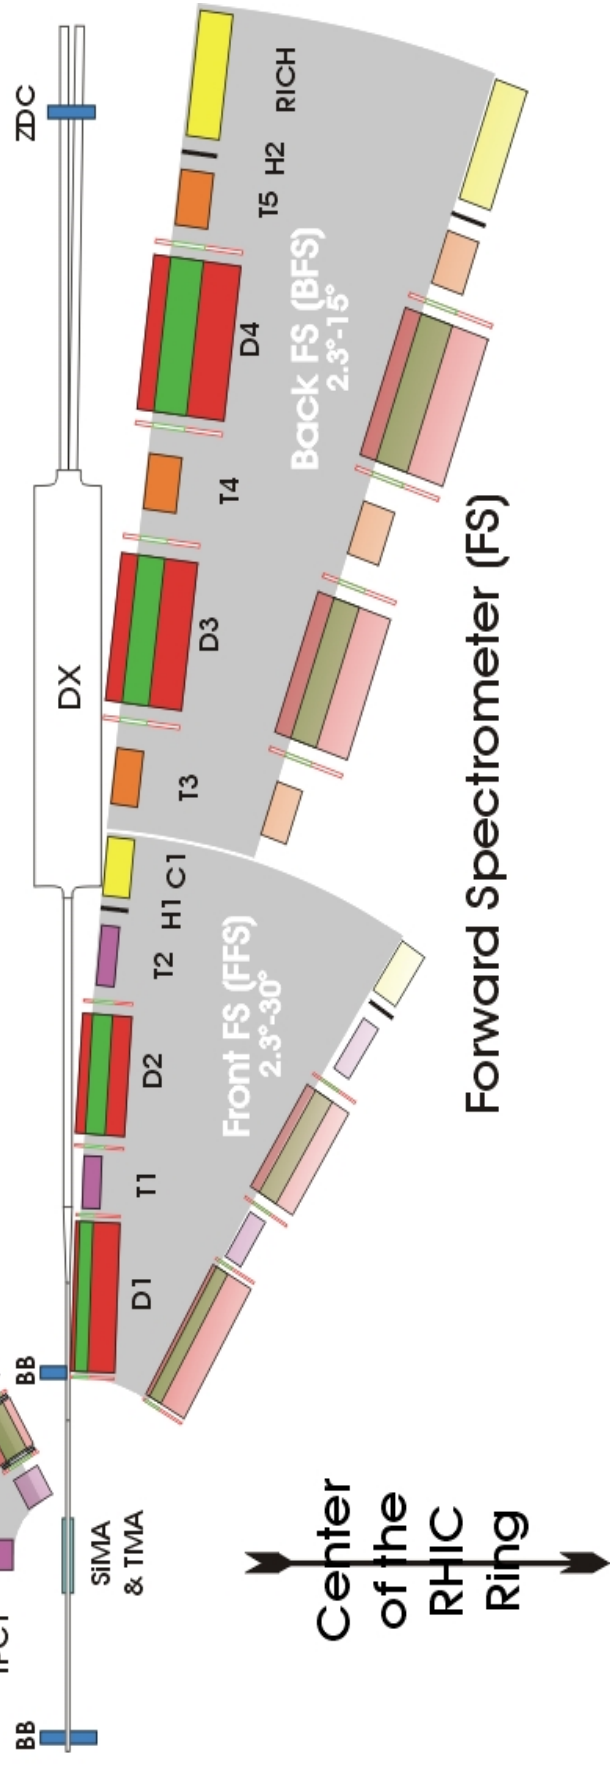 ZDC
RICH
H2
T5
D4
Back FS (BFS)
2.3°-15°
T4
D3
DX
T3
C1
H1
T2
Front FS (FFS)
2.3°-30°
D2
T1
D1
Forward Spectrometer (FS)
BB
SiMA
& TMA
Center
of the
RHIC
Ring
BB